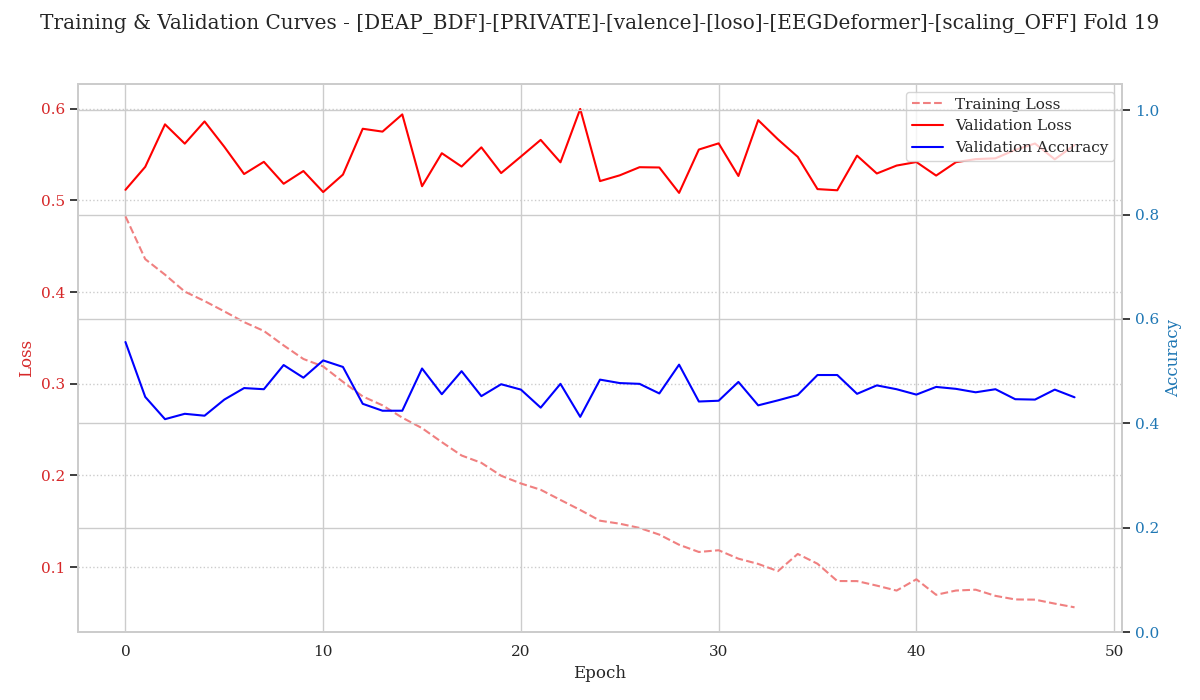 Training & Validation Curves - [DEAP_BDF]-[PRIVATE]-[valence]-[loso]-[EEGDeformer]-[scaling_OFF] Fold 19
Training Loss
Validation Loss
Validation Accuracy
0.6
0.5
0.4
0.3
0.2
0.1
Loss
1.0
0.8
0.6
0.4
0.2
0.0
Accuracy
0 10 20 30 40 50
Epoch